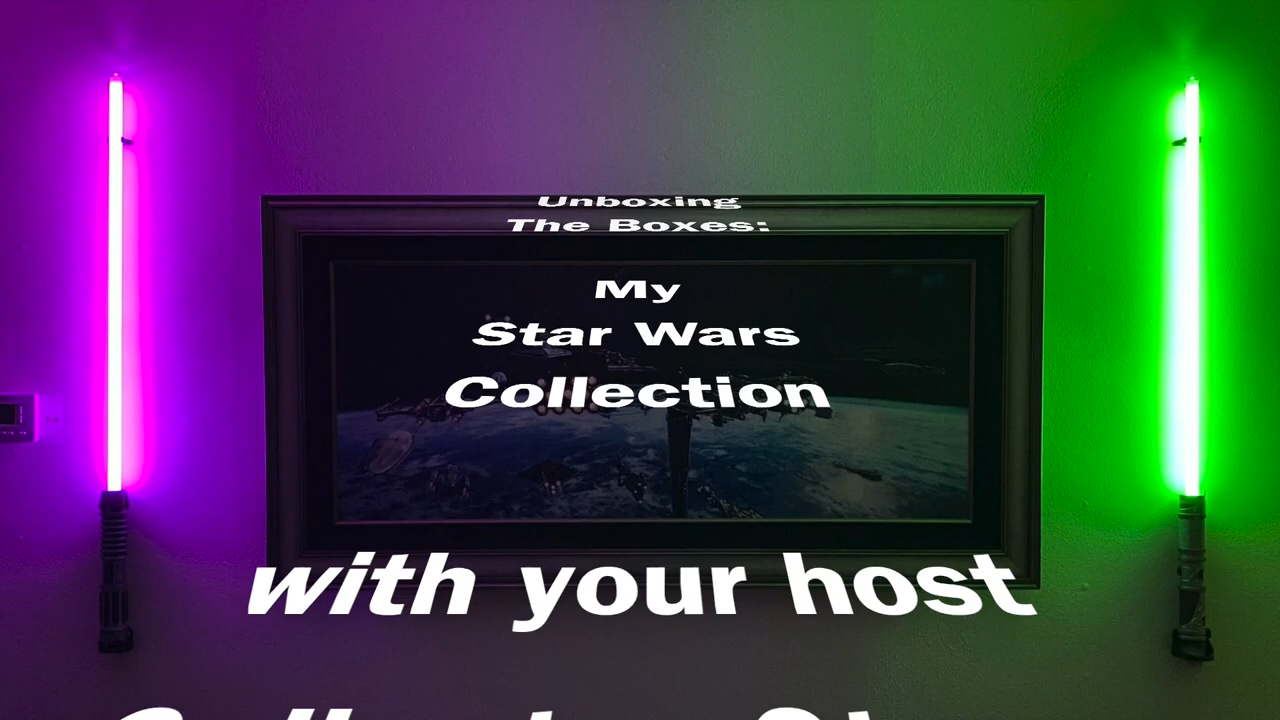 Unboxing
The Boxes:
My
Star Wars
Collection
with your host